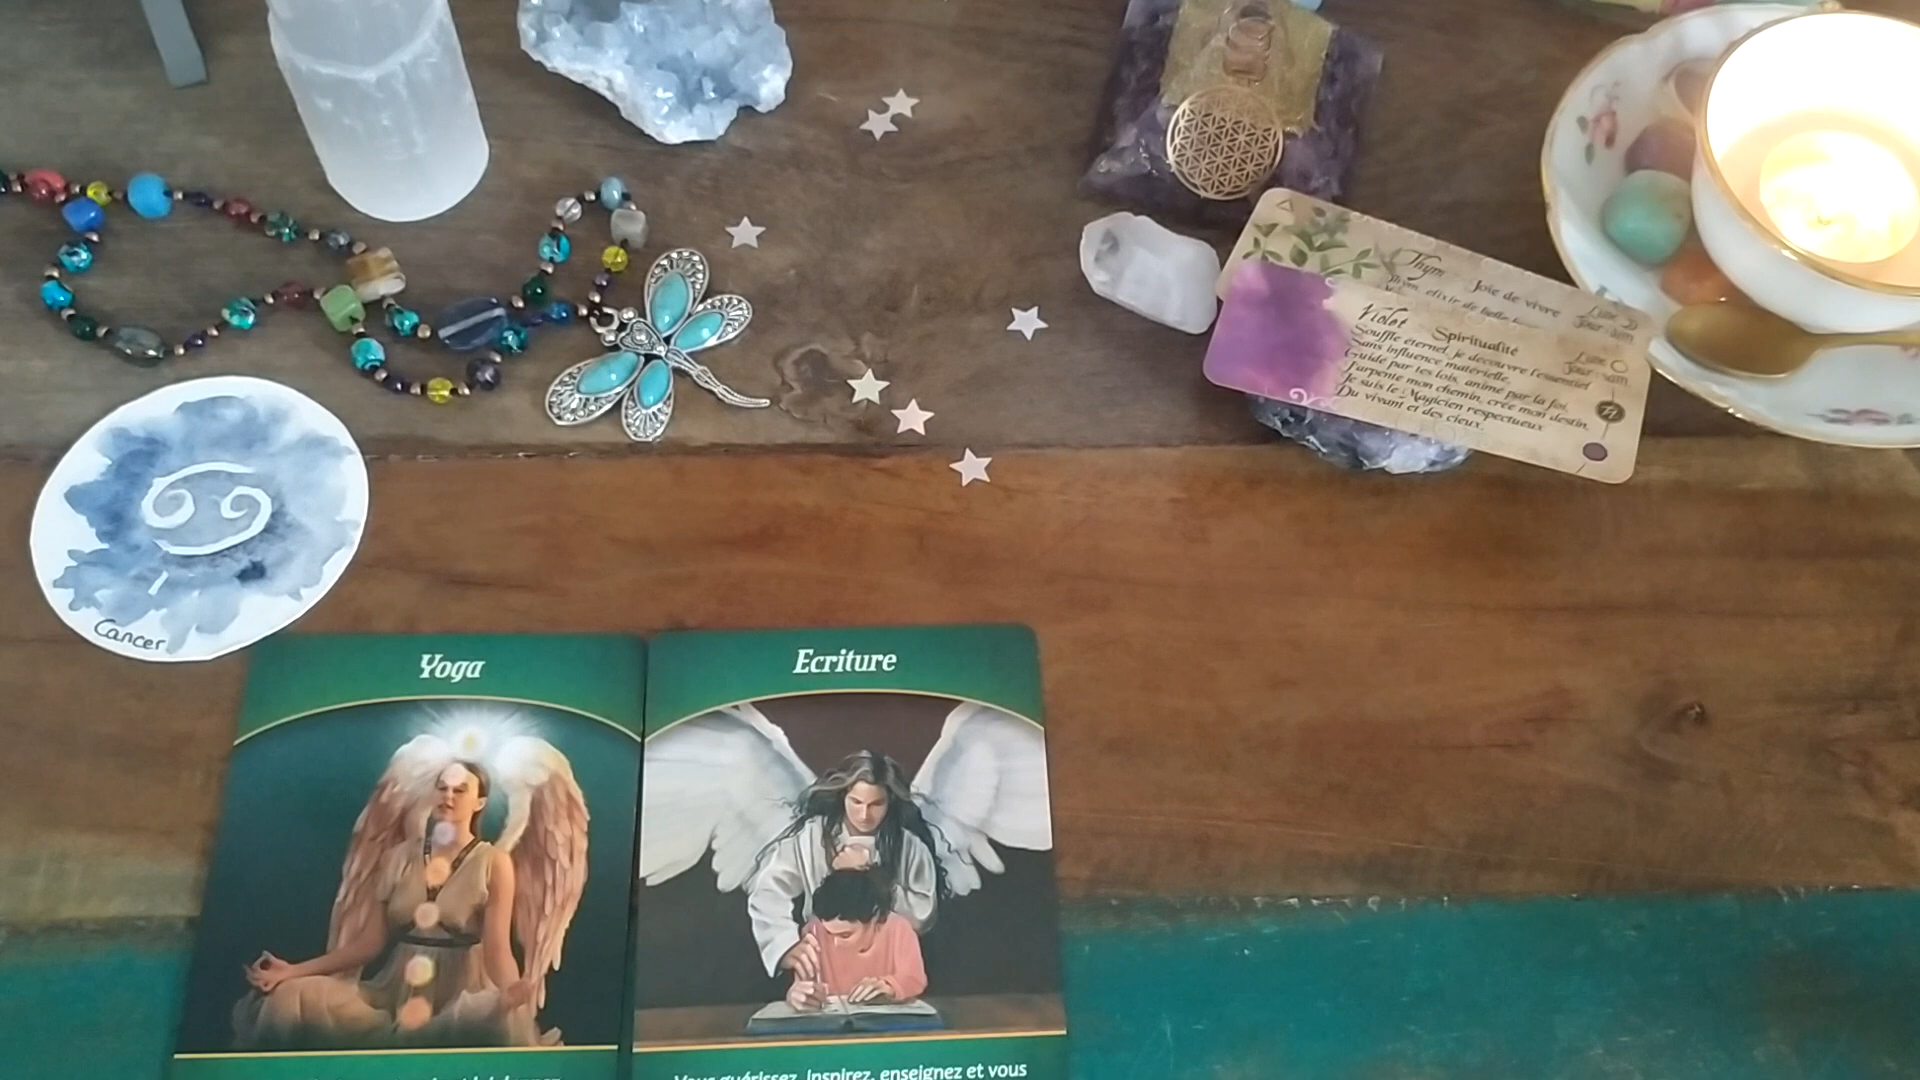 Thym
Joie de vivre
Violet
Spiritualité
Souffle éternel, je découvre l'essentiel
Sans influence matérielle,
Guidé par tes lois, animé par la foi,
J'arpente mon chemin, crée mon destin.
Je suis le Magicien respectueux
Du vivant et des cieux.
Cancer
Yoga
Ecriture
Vous guérissez, inspirez, enseignez et vous